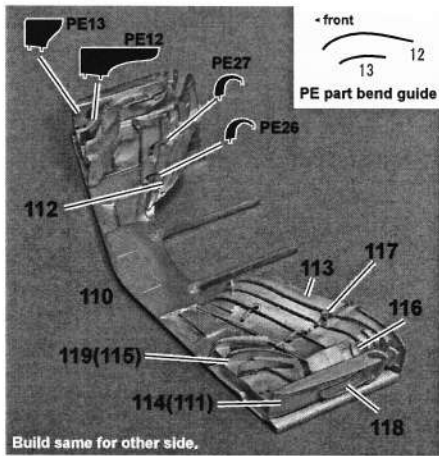 PE13
PE12
◂ front
12
13
PE part bend guide
PE27
PE26
112
113
117
110
116
119(115)
114(111)
118
Build same for other side.